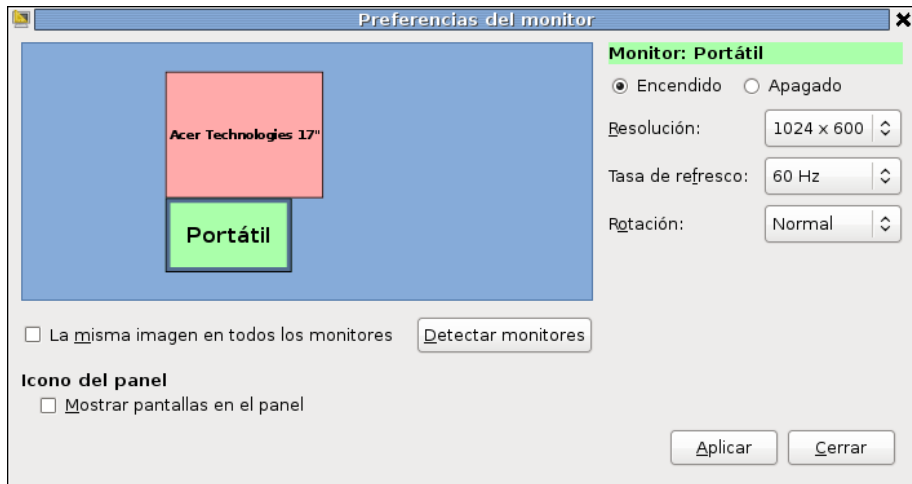 Preferencias del monitor
Acer Technologies 17"
Portátil
Monitor: Portátil
Encendido
Apagado
Resolución:
1024 x 600
Tasa de refresco:
60 Hz
Rotación:
Normal
La misma imagen en todos los monitores
Detectar monitores
Icono del panel
Mostrar pantallas en el panel
Aplicar
Cerrar